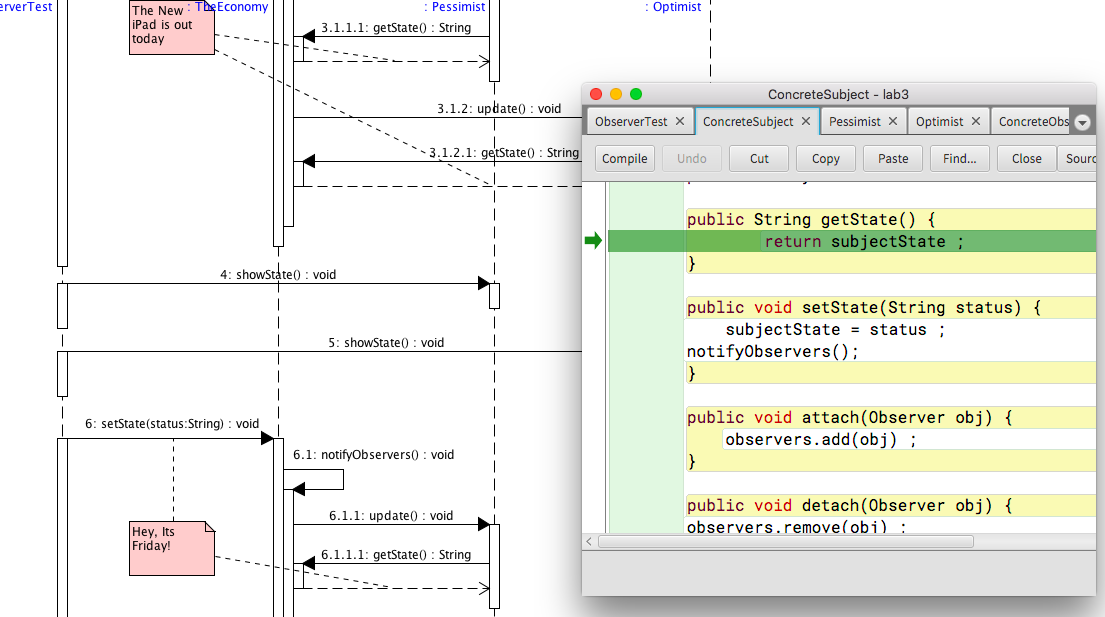 erverTest
: TheEconomy
: Pessimist
: Optimist
The New
iPad is out
today
3.1.1.1: getState() : String
3.1.2: update() : void
3.1.2.1: getState() : String
4: showState() : void
5: showState() : void
6: setState(status:String) : void
6.1: notifyObservers() : void
6.1.1: update() : void
Hey, Its
Friday!
6.1.1.1: getState() : String
ConcreteSubject - lab3
ObserverTest ✕
ConcreteSubject ✕
Pessimist ✕
Optimist ✕
ConcreteObs
Compile
Undo
Cut
Copy
Paste
Find...
Close
Sourc
public String getState() {
return subjectState ;
}
public void setState(String status) {
subjectState = status ;
notifyObservers();
}
public void attach(Observer obj) {
observers.add(obj) ;
}
public void detach(Observer obj) {
observers.remove(obj) ;